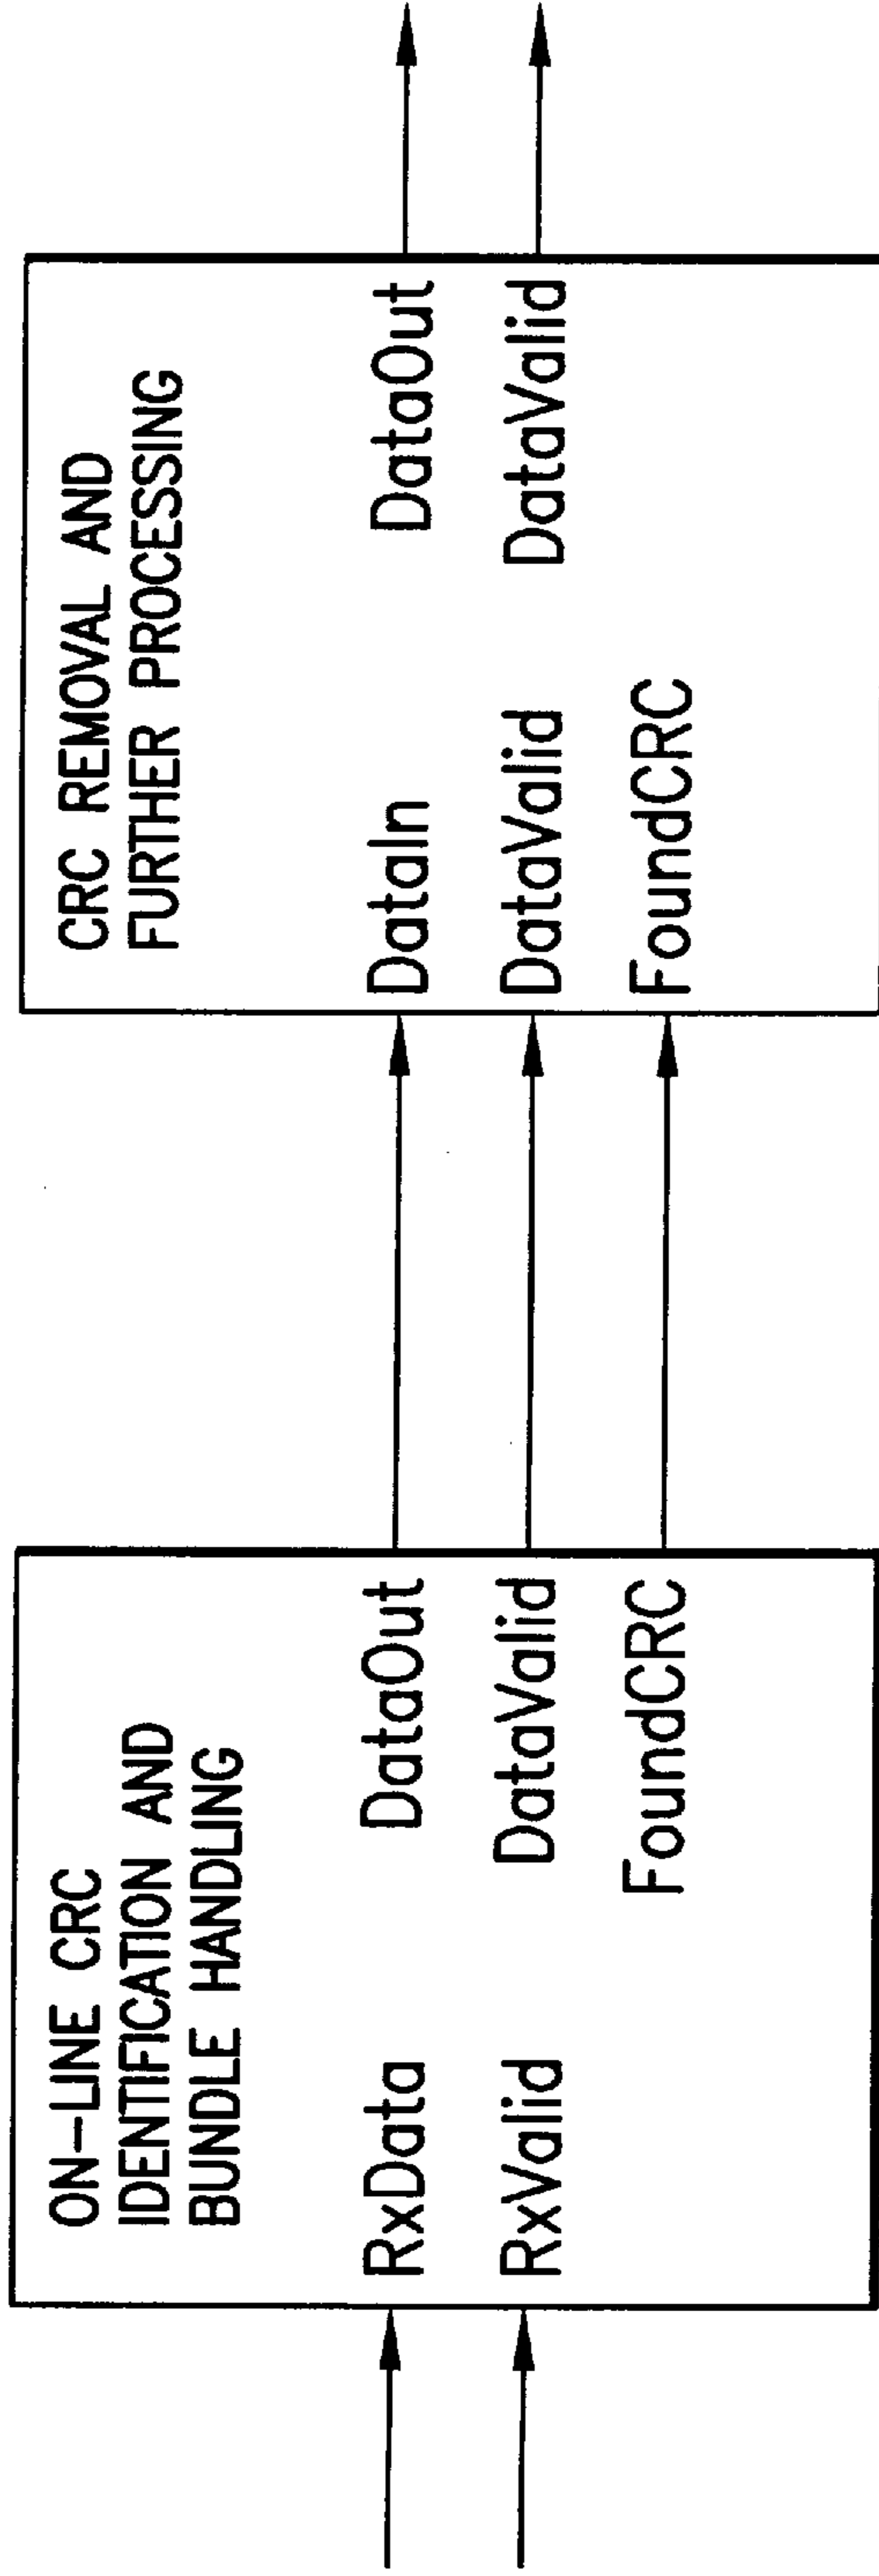 ON-LINE CRC
IDENTIFICATION AND
BUNDLE HANDLING
RxData DataOut
RxValid DataValid
FoundCRC
CRC REMOVAL AND
FURTHER PROCESSING
DataIn DataOut
DataValid DataValid
FoundCRC